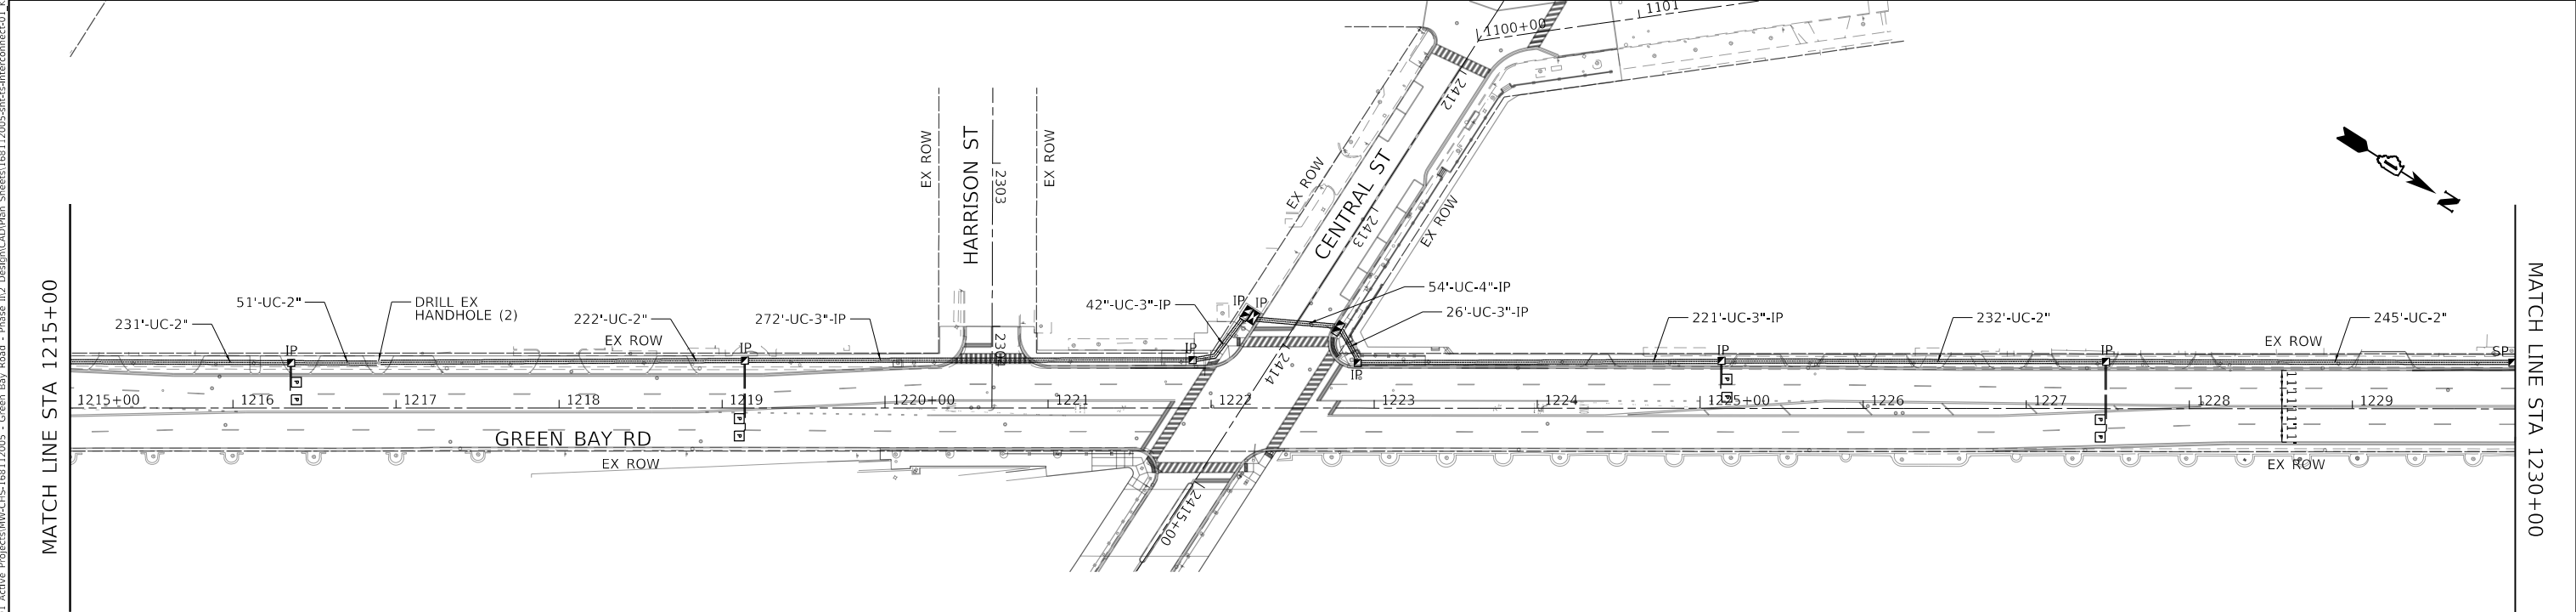 1100+00
1101
2412
EX ROW
HARRISON ST
2303
EX ROW
EX ROW
CENTRAL ST
2413
EX ROW
N
MATCH LINE STA 1215+00
231'-UC-2"
51'-UC-2"
DRILL EX
HANDHOLE (2)
222'-UC-2"
EX ROW
272'-UC-3"-IP
42"-UC-3"-IP
54'-UC-4"-IP
26'-UC-3"-IP
221'-UC-3"-IP
232'-UC-2"
245'-UC-2"
EX ROW
MATCH LINE STA 1230+00
IP
IP
IP
IP
IP
IP
IP
IP
SP
P
P
P
P
P
P
P
P
2414
1215+00
1216
1217
1218
1219
1220+00
1221
1222
1223
1224
1225+00
1226
1227
1228
1229
11'
11'
11'
11'
GREEN BAY RD
EX ROW
EX ROW
2415+00